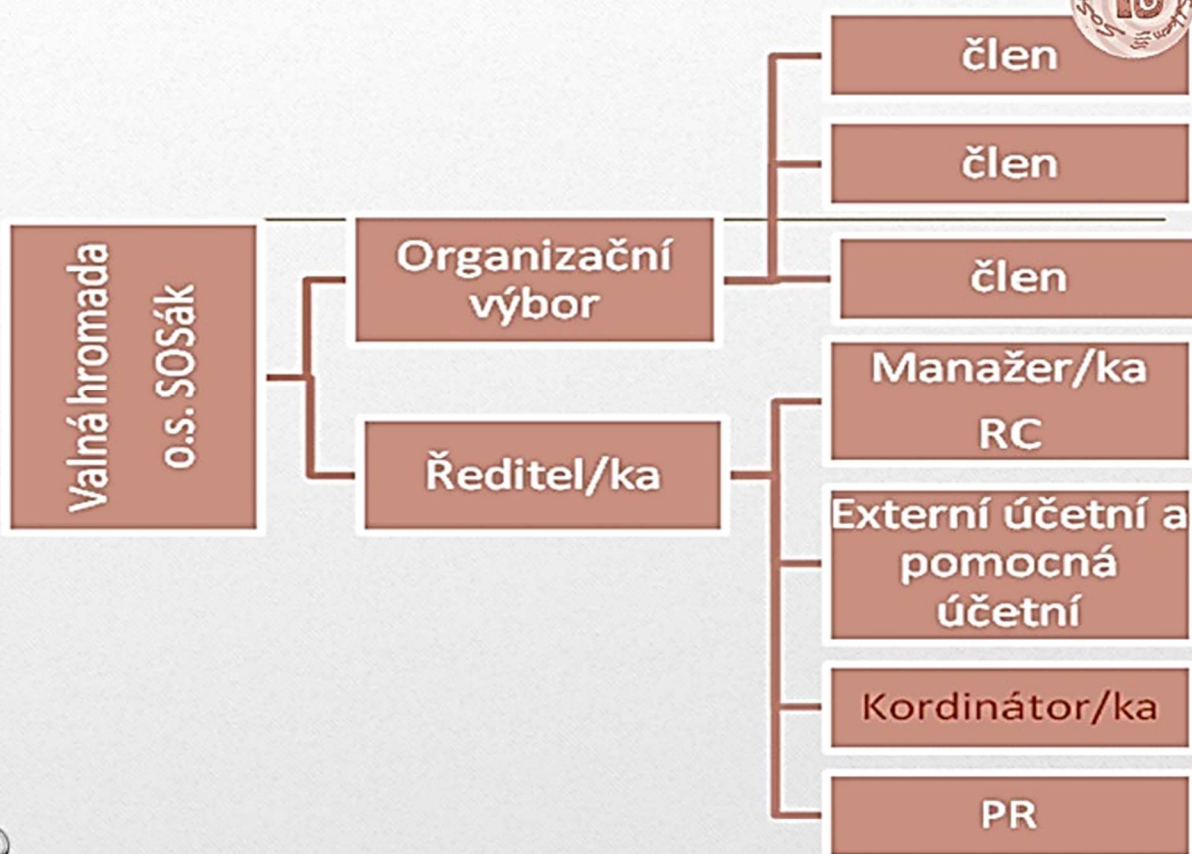 Valná hromada
o.s. SOSák
Organizační
výbor
Ředitel/ka
člen
člen
člen
Manažer/ka
RC
Externí účetní a
pomocná
účetní
Kordinátor/ka
PR